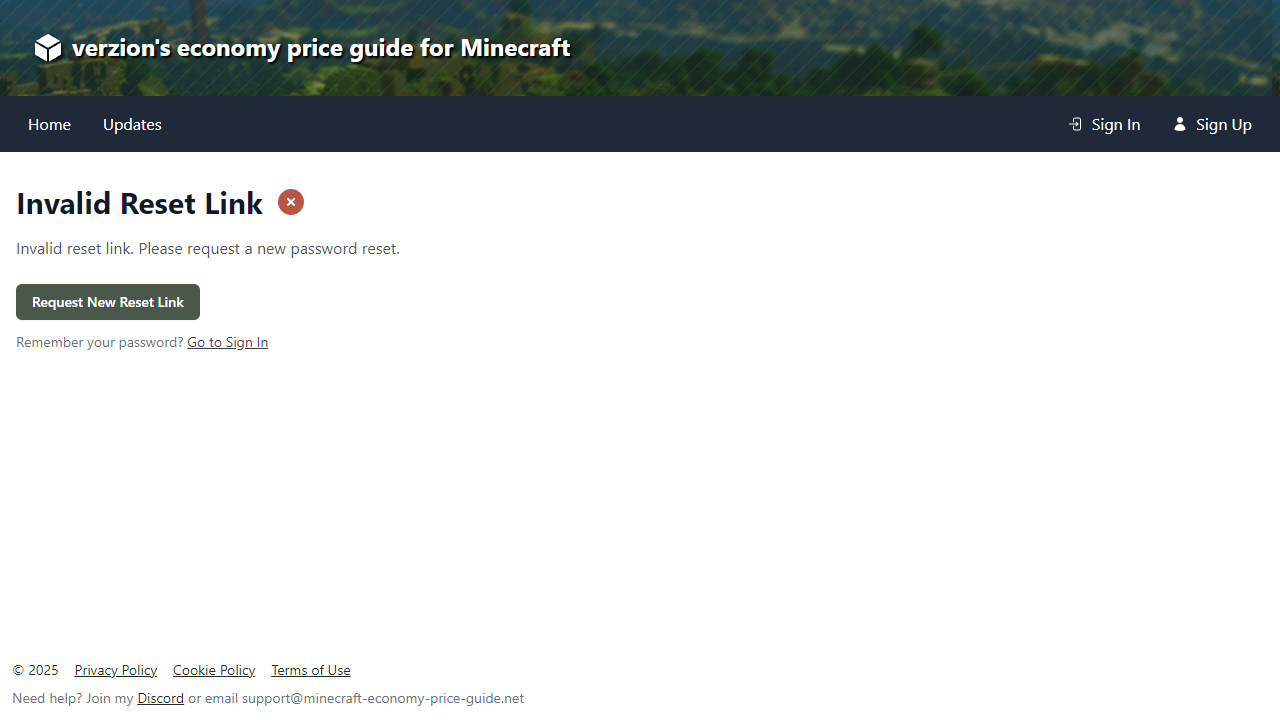 verzion's economy price guide for Minecraft
Home Updates Sign In Sign Up
Invalid Reset Link
Invalid reset link. Please request a new password reset.
Request New Reset Link
Remember your password? Go to Sign In
© 2025 Privacy Policy Cookie Policy Terms of Use
Need help? Join my Discord or email support@minecraft-economy-price-guide.net